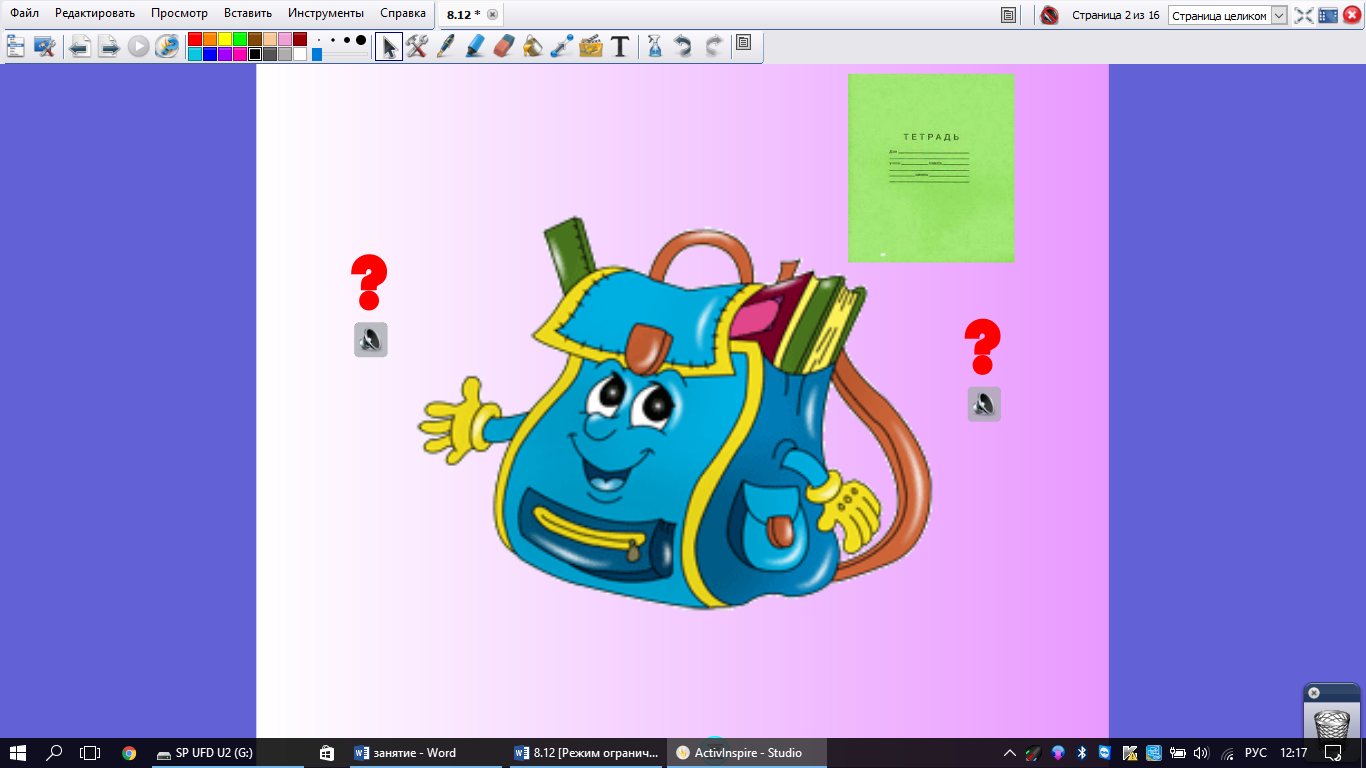 Файл Редактировать Просмотр Вставить Инструменты Справка 8.12 * Страница 2 из 16 Страница целиком
ТЕТРАДЬ
SP UFD U2 (G:) занятие - Word 8.12 [Режим огранич... ActivInspire - Studio РУС 12:17